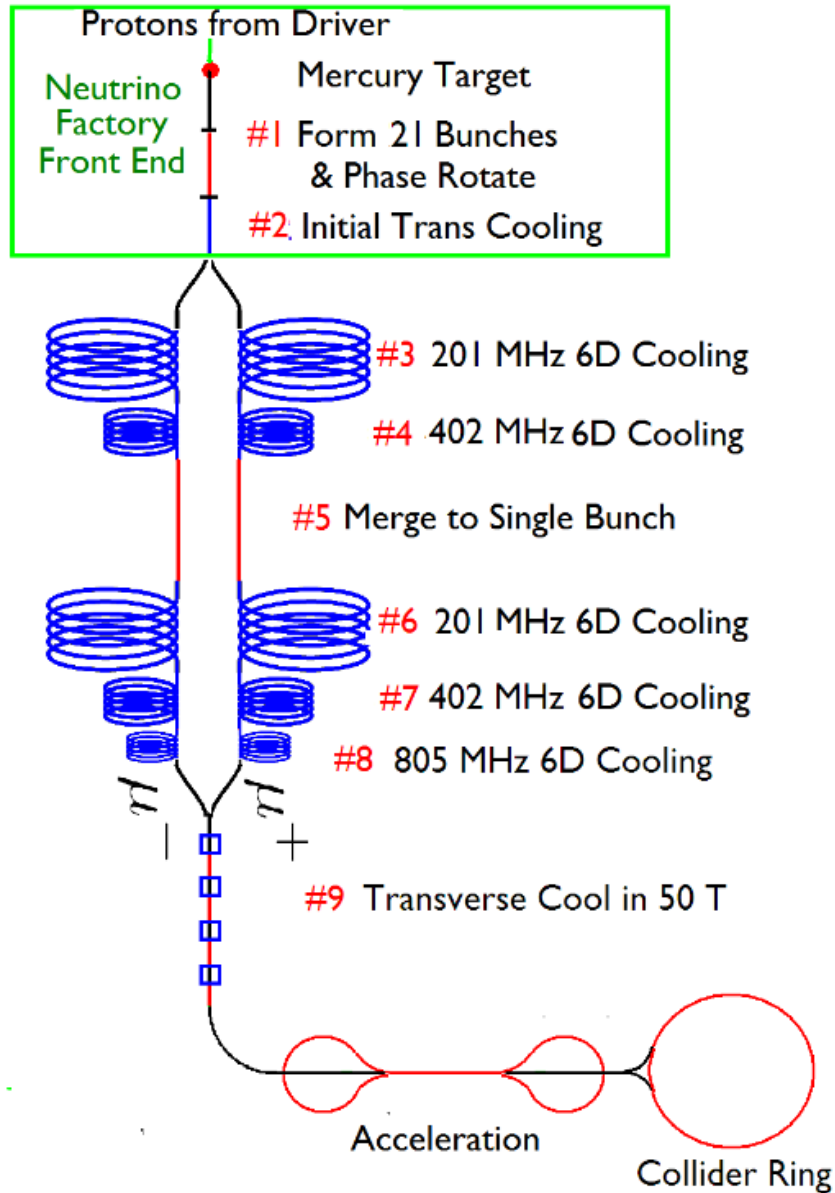 Protons from Driver
Neutrino
Factory
Front End
Mercury Target
#1 Form 21 Bunches
& Phase Rotate
#2 Initial Trans Cooling
#3 201 MHz 6D Cooling
#4 402 MHz 6D Cooling
#5 Merge to Single Bunch
#6 201 MHz 6D Cooling
#7 402 MHz 6D Cooling
#8 805 MHz 6D Cooling
μ− μ+
#9 Transverse Cool in 50 T
Acceleration
Collider Ring